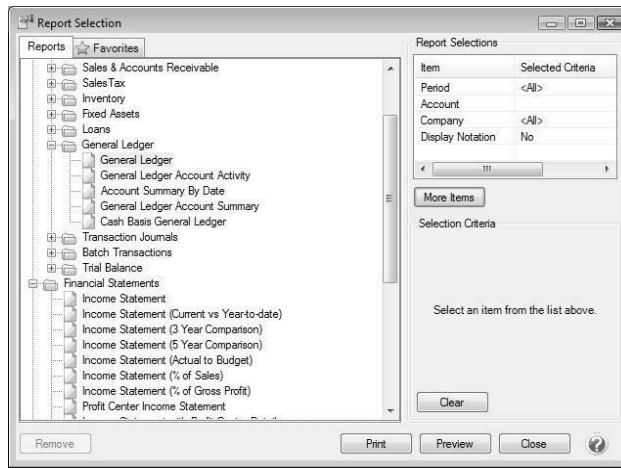 Report Selection
Reports
Favorites
Sales & Accounts Receivable
Sales Tax
Inventory
Fixed Assets
Loans
General Ledger
General Ledger
General Ledger Account Activity
Account Summary By Date
General Ledger Account Summary
Cash Basis General Ledger
Transaction Journals
Batch Transactions
Trial Balance
Financial Statements
Income Statement
Income Statement (Current vs Year-to-date)
Income Statement (3 Year Comparison)
Income Statement (5 Year Comparison)
Income Statement (Actual to Budget)
Income Statement (% of Sales)
Income Statement (% of Gross Profit)
Profit Center Income Statement
Report Selections
Item Selected Criteria
Period <All>
Account
Company <All>
Display Notation No
More Items
Selection Criteria
Select an item from the list above.
Clear
Remove
Print
Preview
Close
?